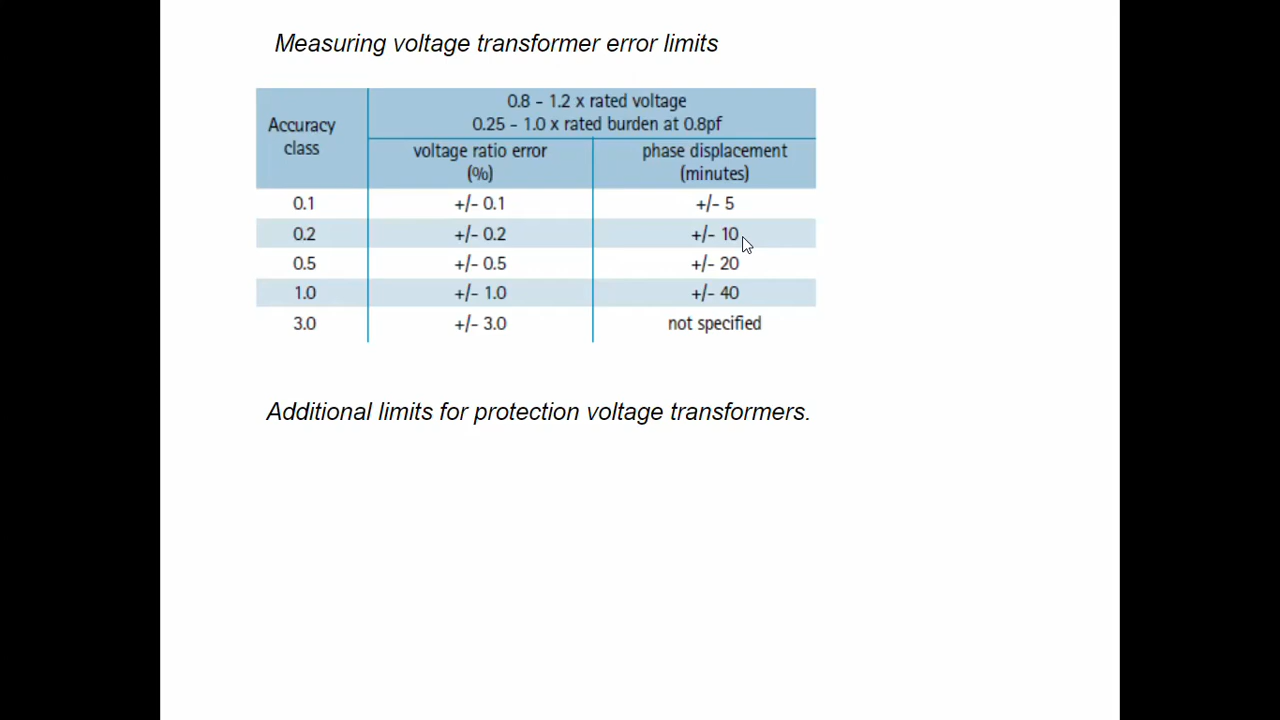 Measuring voltage transformer error limits
Accuracy class
0.8 - 1.2 x rated voltage
0.25 - 1.0 x rated burden at 0.8pf
voltage ratio error (%)
phase displacement (minutes)
0.1 +/- 0.1 +/- 5
0.2 +/- 0.2 +/- 10
0.5 +/- 0.5 +/- 20
1.0 +/- 1.0 +/- 40
3.0 +/- 3.0 not specified
Additional limits for protection voltage transformers.